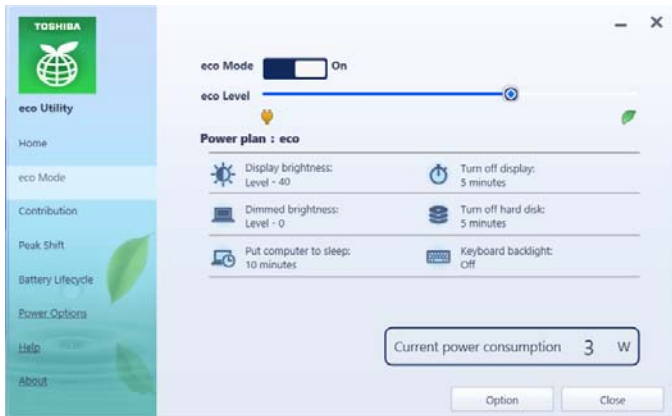 TOSHIBA
eco Utility
Home
eco Mode
Contribution
Peak Shift
Battery Lifecycle
Power Options
Help
About
eco Mode On
eco Level
Power plan : eco
Display brightness:
Level - 40
Turn off display:
5 minutes
Dimmed brightness:
Level - 0
Turn off hard disk:
5 minutes
Put computer to sleep:
10 minutes
Keyboard backlight:
Off
Current power consumption 3 W
Option Close